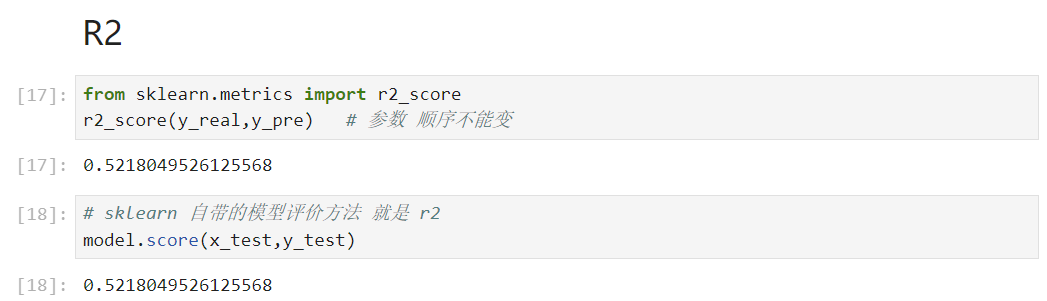 R2
[17]: from sklearn.metrics import r2_score
r2_score(y_real,y_pre)   # 参数 顺序不能变
[17]: 0.5218049526125568
[18]: # sklearn 自带的模型评价方法 就是 r2
model.score(x_test,y_test)
[18]: 0.5218049526125568